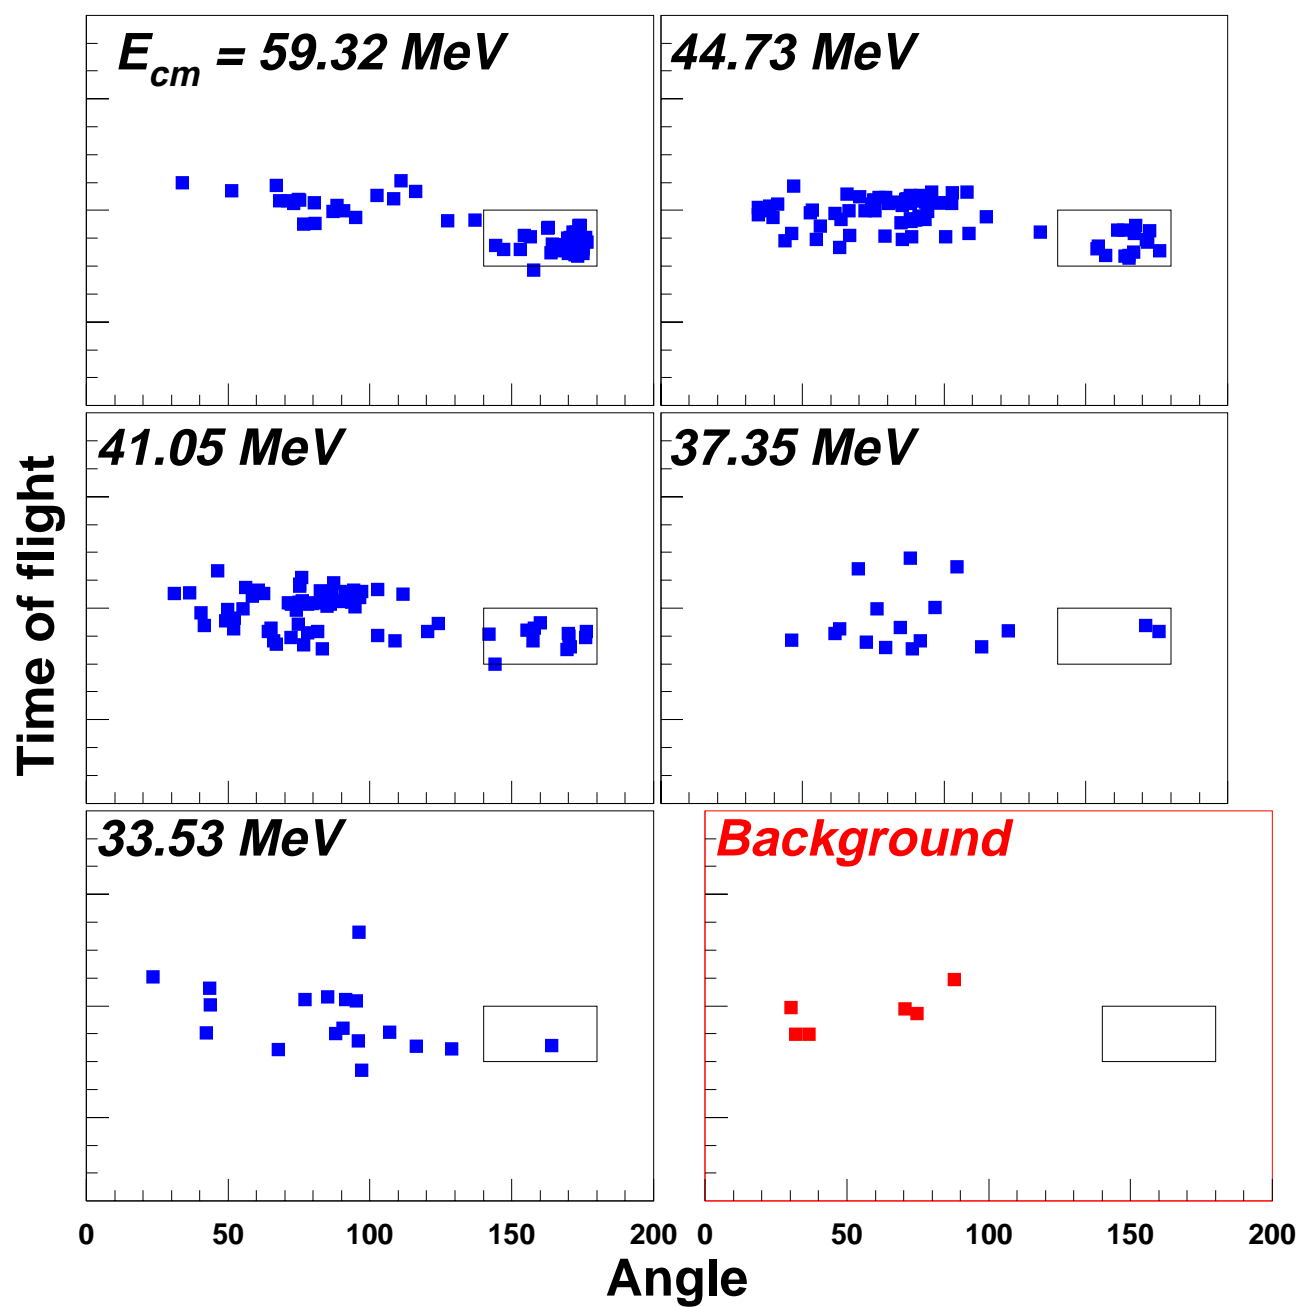 E_cm = 59.32 MeV
44.73 MeV
41.05 MeV
37.35 MeV
33.53 MeV
Background
Time of flight
0 50 100 150 200
0 50 100 150 200
Angle